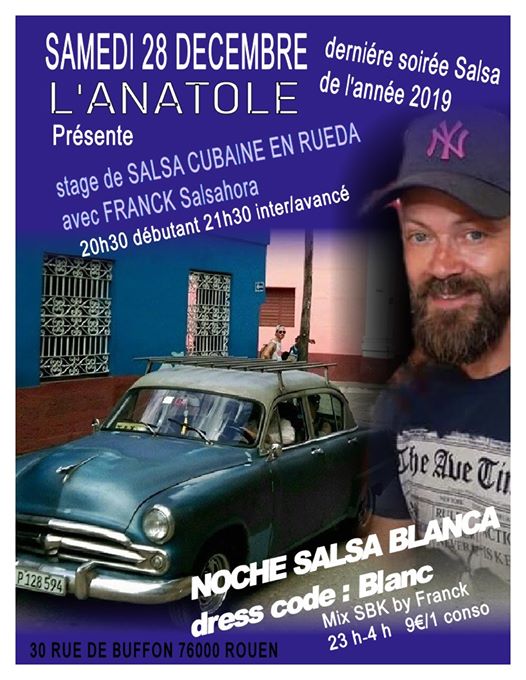 SAMEDI 28 DECEMBRE
derniére soirée Salsa
de l'année 2019
L'ANATOLE
Présente
stage de SALSA CUBAINE EN RUEDA
avec FRANCK Salsahora
20h30 débutant 21h30 inter/avancé
NY
The Ave Tim
NOCHE SALSA BLANCA
dress code : Blanc
Mix SBK by Franck
23 h-4 h 9€/1 conso
P 128 594
30 RUE DE BUFFON 76000 ROUEN